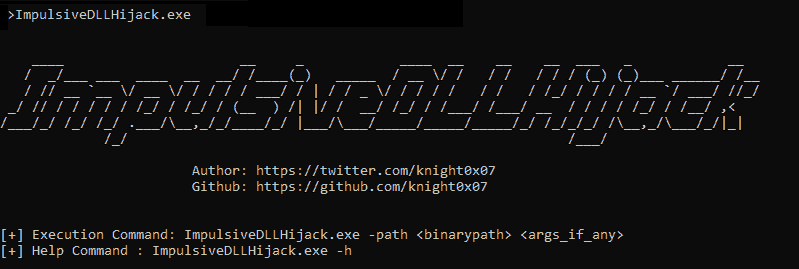 >ImpulsiveDLLHijack.exe
ImpulsiveDLLHijack
Author: https://twitter.com/knight0x07
Github: https://github.com/knight0x07
[+] Execution Command: ImpulsiveDLLHijack.exe -path <binarypath> <args_if_any>
[+] Help Command : ImpulsiveDLLHijack.exe -h